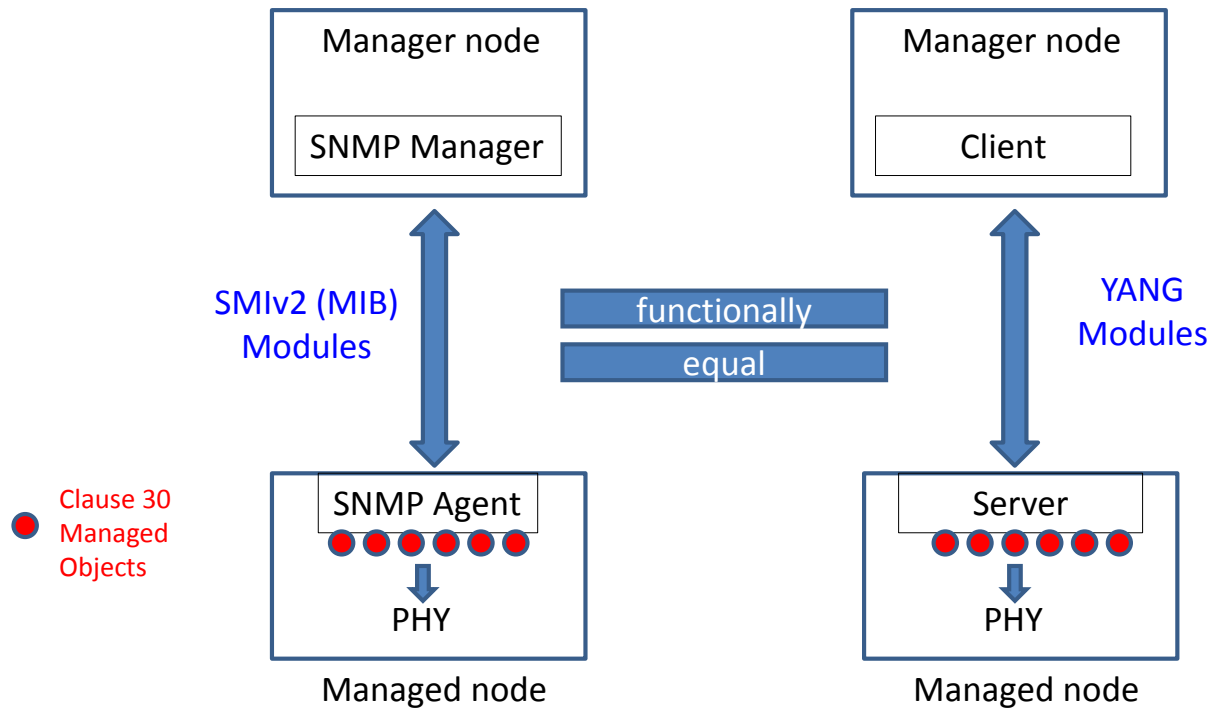 Manager node
SNMP Manager
Manager node
Client
SMIv2 (MIB)
Modules
functionally
equal
YANG
Modules
Clause 30
Managed
Objects
SNMP Agent
PHY
Managed node
Server
PHY
Managed node